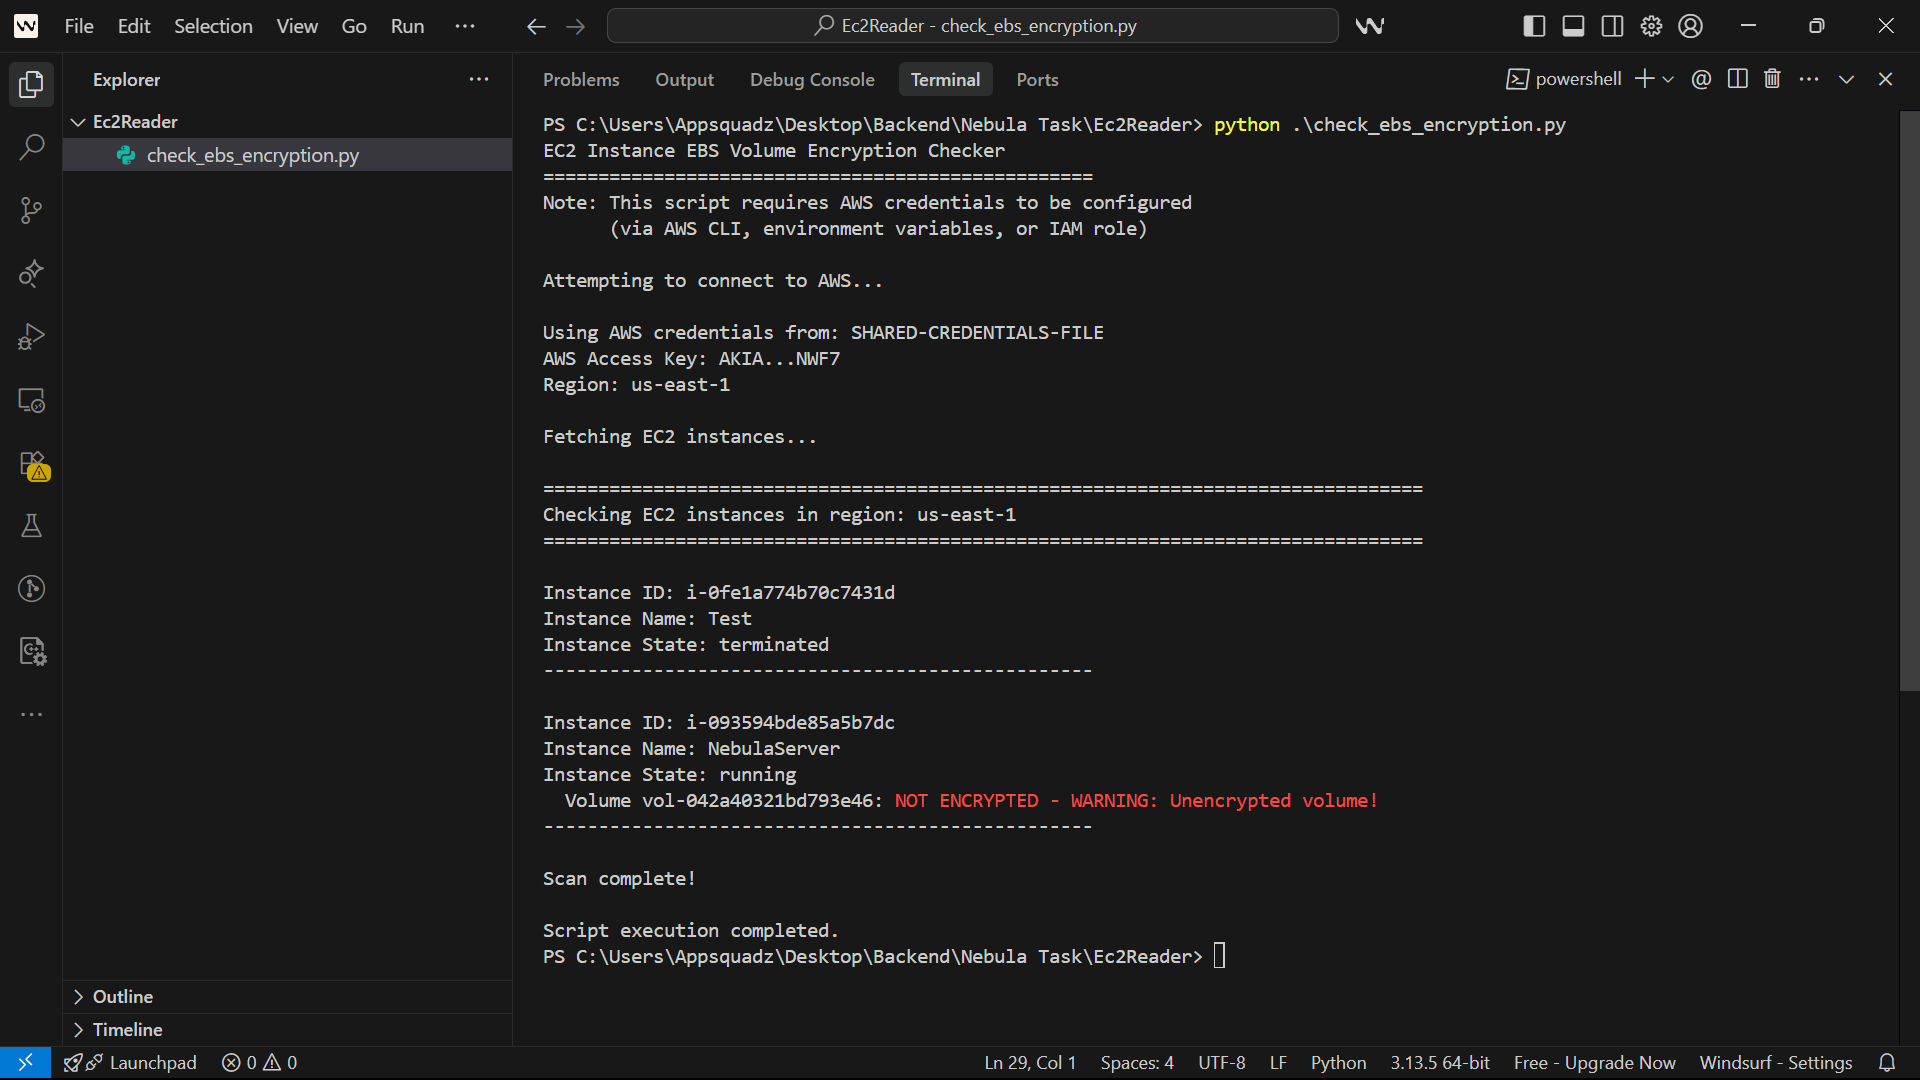 File Edit Selection View Go Run ...
Ec2Reader - check_ebs_encryption.py
Explorer ...
Ec2Reader
check_ebs_encryption.py
Outline
Timeline
Problems Output Debug Console Terminal Ports
powershell
PS C:\Users\Appsquadz\Desktop\Backend\Nebula Task\Ec2Reader> python .\check_ebs_encryption.py
EC2 Instance EBS Volume Encryption Checker
==================================================
Note: This script requires AWS credentials to be configured
(via AWS CLI, environment variables, or IAM role)
Attempting to connect to AWS...
Using AWS credentials from: SHARED-CREDENTIALS-FILE
AWS Access Key: AKIA...NWF7
Region: us-east-1
Fetching EC2 instances...
================================================================================
Checking EC2 instances in region: us-east-1
================================================================================
Instance ID: i-0fe1a774b70c7431d
Instance Name: Test
Instance State: terminated
--------------------------------------------------
Instance ID: i-093594bde85a5b7dc
Instance Name: NebulaServer
Instance State: running
Volume vol-042a40321bd793e46: NOT ENCRYPTED - WARNING: Unencrypted volume!
--------------------------------------------------
Scan complete!
Script execution completed.
PS C:\Users\Appsquadz\Desktop\Backend\Nebula Task\Ec2Reader>
Launchpad 0 0 Ln 29, Col 1 Spaces: 4 UTF-8 LF Python 3.13.5 64-bit Free - Upgrade Now Windsurf - Settings